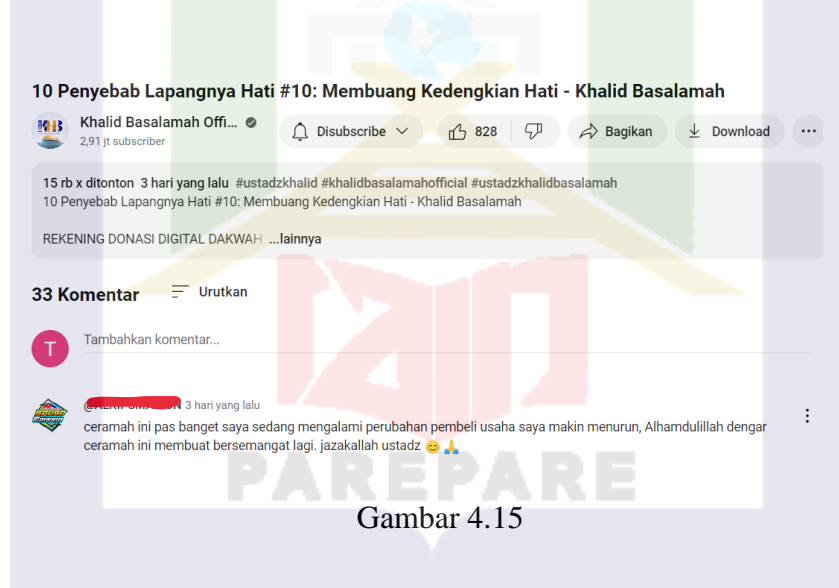 10 Penyebab Lapangnya Hati #10: Membuang Kedengkian Hati - Khalid Basalamah
KHB
Khalid Basalamah Offi...
2,91 jt subscriber
Disubscribe
828
Bagikan
Download
15 rb x ditonton 3 hari yang lalu #ustadzkhalid #khalidbasalamahofficial #ustadzkhalidbasalamah
10 Penyebab Lapangnya Hati #10: Membuang Kedengkian Hati - Khalid Basalamah
REKENING DONASI DIGITAL DAKWAH ...lainnya
33 Komentar
Urutkan
T
Tambahkan komentar...
3 hari yang lalu
ceramah ini pas banget saya sedang mengalami perubahan pembeli usaha saya makin menurun, Alhamdulillah dengar
ceramah ini membuat bersemangat lagi. jazakallah ustadz 😊 🙏
PAREPARE
Gambar 4.15